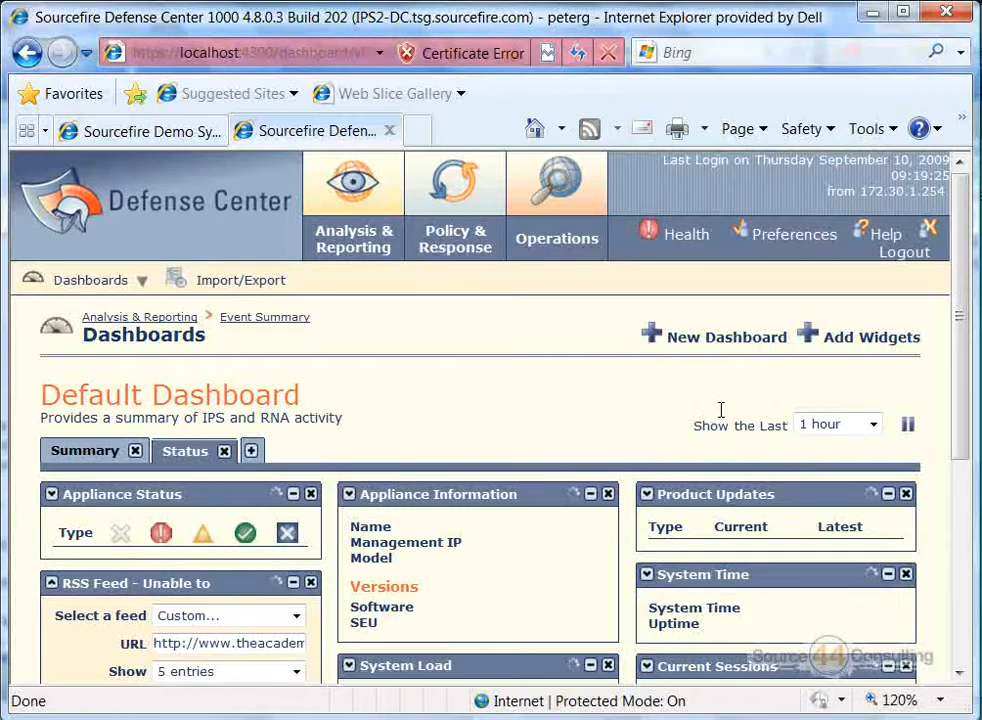 Sourcefire Defense Center 1000 4.8.0.3 Build 202 (IPS2-DC.tsg.sourcefire.com) - peterg - Internet Explorer provided by Dell
https://localhost:4300/dashboard/vi
Certificate Error
Bing
Favorites
Suggested Sites
Web Slice Gallery
Sourcefire Demo Sy...
Sourcefire Defen...
Page
Safety
Tools
»
Defense Center
Analysis &
Reporting
Policy &
Response
Operations
Last Login on Thursday September 10, 2009
09:19:25
from 172.30.1.254
Health
Preferences
Help
Logout
Dashboards
Import/Export
Analysis & Reporting > Event Summary
Dashboards
New Dashboard
Add Widgets
Default Dashboard
Provides a summary of IPS and RNA activity
Show the Last 1 hour
Summary
Status
Appliance Status
Type
RSS Feed - Unable to
Select a feed Custom...
URL http://www.theacadem
Show 5 entries
Appliance Information
Name
Management IP
Model
Versions
Software
SEU
System Load
Product Updates
Type Current Latest
System Time
System Time
Uptime
Current Sessions
Source 44 Consulting
Done
Internet | Protected Mode: On
120%